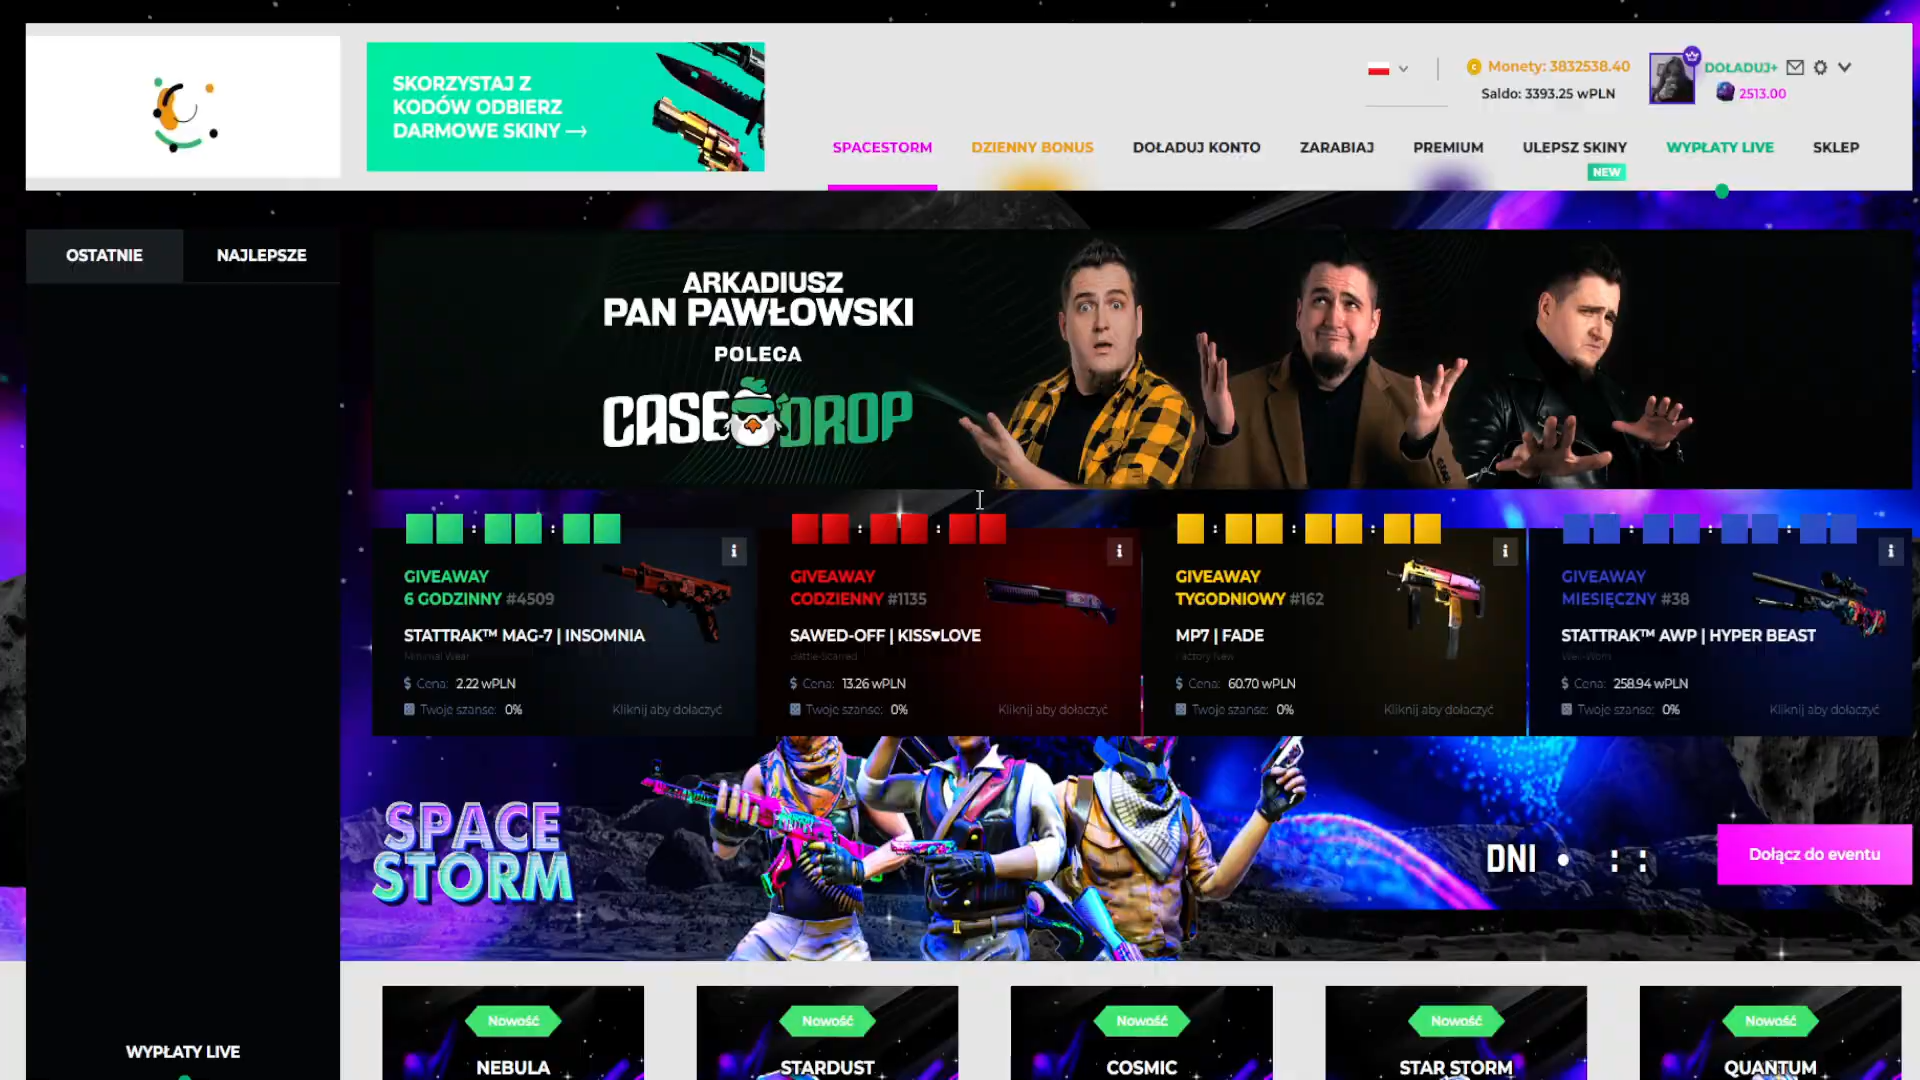 SKORZYSTAJ Z
KODÓW ODBIERZ
DARMOWE SKINY →
Monety: 3832538.40
Saldo: 3393.25 wPLN
DOŁADUJ+
2513.00
SPACESTORM
DZIENNY BONUS
DOŁADUJ KONTO
ZARABIAJ
PREMIUM
ULEPSZ SKINY
NEW
WYPŁATY LIVE
SKLEP
OSTATNIE
NAJLEPSZE
ARKADIUSZ
PAN PAWŁOWSKI
POLECA
CASEDROP
GIVEAWAY
6 GODZINNY #4509
STATTRAK™ MAG-7 | INSOMNIA
Minimal Wear
$ Cena: 2.22 wPLN
Twoje szanse: 0%
Kliknij aby dołaczyć
GIVEAWAY
CODZIENNY #1135
SAWED-OFF | KISS♥LOVE
Battle-Scarred
$ Cena: 13.26 wPLN
Twoje szanse: 0%
Kliknij aby dołaczyć
GIVEAWAY
TYGODNIOWY #162
MP7 | FADE
Factory New
$ Cena: 60.70 wPLN
Twoje szanse: 0%
Kliknij aby dołaczyć
GIVEAWAY
MIESIĘCZNY #38
STATTRAK™ AWP | HYPER BEAST
Well-Worn
$ Cena: 258.94 wPLN
Twoje szanse: 0%
Kliknij aby dołaczyć
SPACE
STORM
DNI • : :
Dołącz do eventu
WYPŁATY LIVE
Nowość
NEBULA
Nowość
STARDUST
Nowość
COSMIC
Nowość
STAR STORM
Nowość
QUANTUM